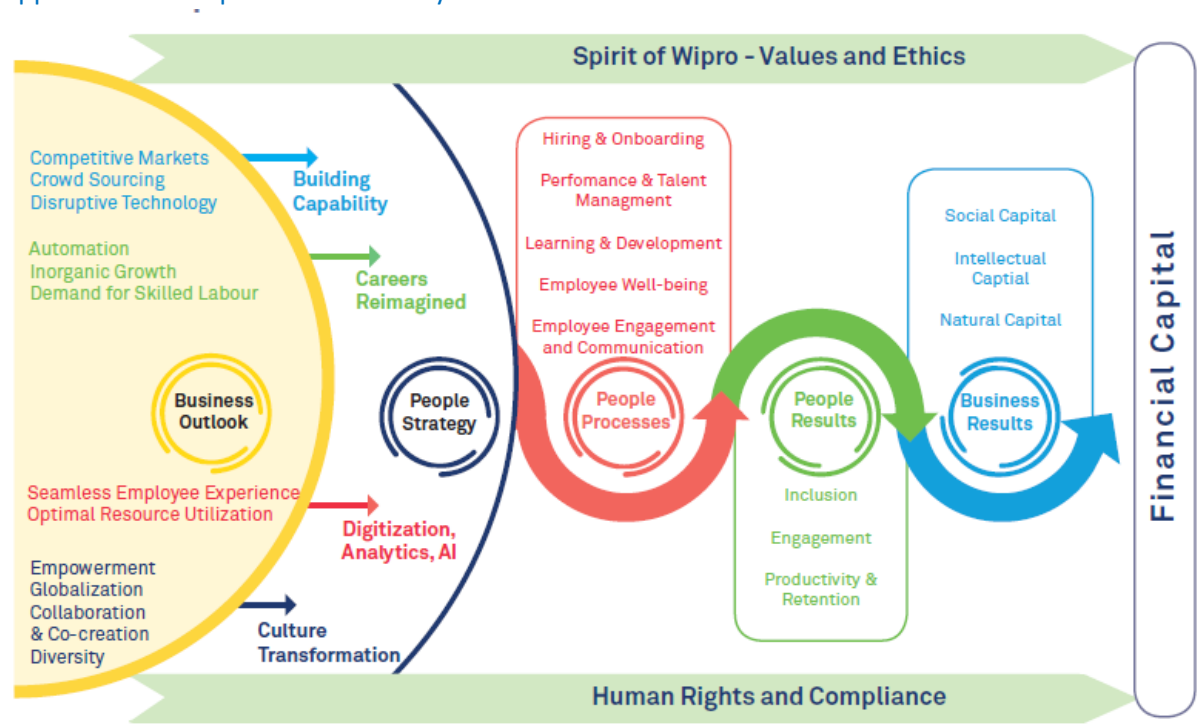 Spirit of Wipro - Values and Ethics
Competitive Markets
Crowd Sourcing
Disruptive Technology
Building
Capability
Automation
Inorganic Growth
Demand for Skilled Labour
Careers
Reimagined
Business
Outlook
People
Strategy
Seamless Employee Experience
Optimal Resource Utilization
Digitization,
Analytics, AI
Empowerment
Globalization
Collaboration
& Co-creation
Diversity
Culture
Transformation
Hiring & Onboarding
Perfomance & Talent
Managment
Learning & Development
Employee Well-being
Employee Engagement
and Communication
People
Processes
People
Results
Inclusion
Engagement
Productivity &
Retention
Social Capital
Intellectual
Captial
Natural Capital
Business
Results
Financial Capital
Human Rights and Compliance